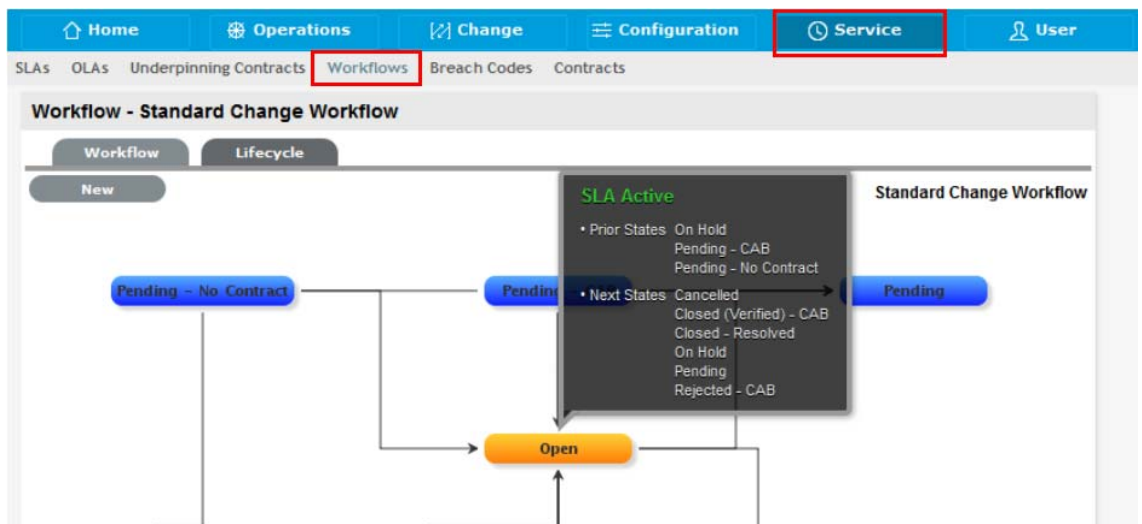 Home Operations Change Configuration Service User
SLAs OLAs Underpinning Contracts Workflows Breach Codes Contracts
Workflow - Standard Change Workflow
Workflow Lifecycle
New
Standard Change Workflow
SLA Active
• Prior States On Hold
Pending - CAB
Pending - No Contract
• Next States Cancelled
Closed (Verified) - CAB
Closed - Resolved
On Hold
Pending
Rejected - CAB
Pending - No Contract
Pending
Open